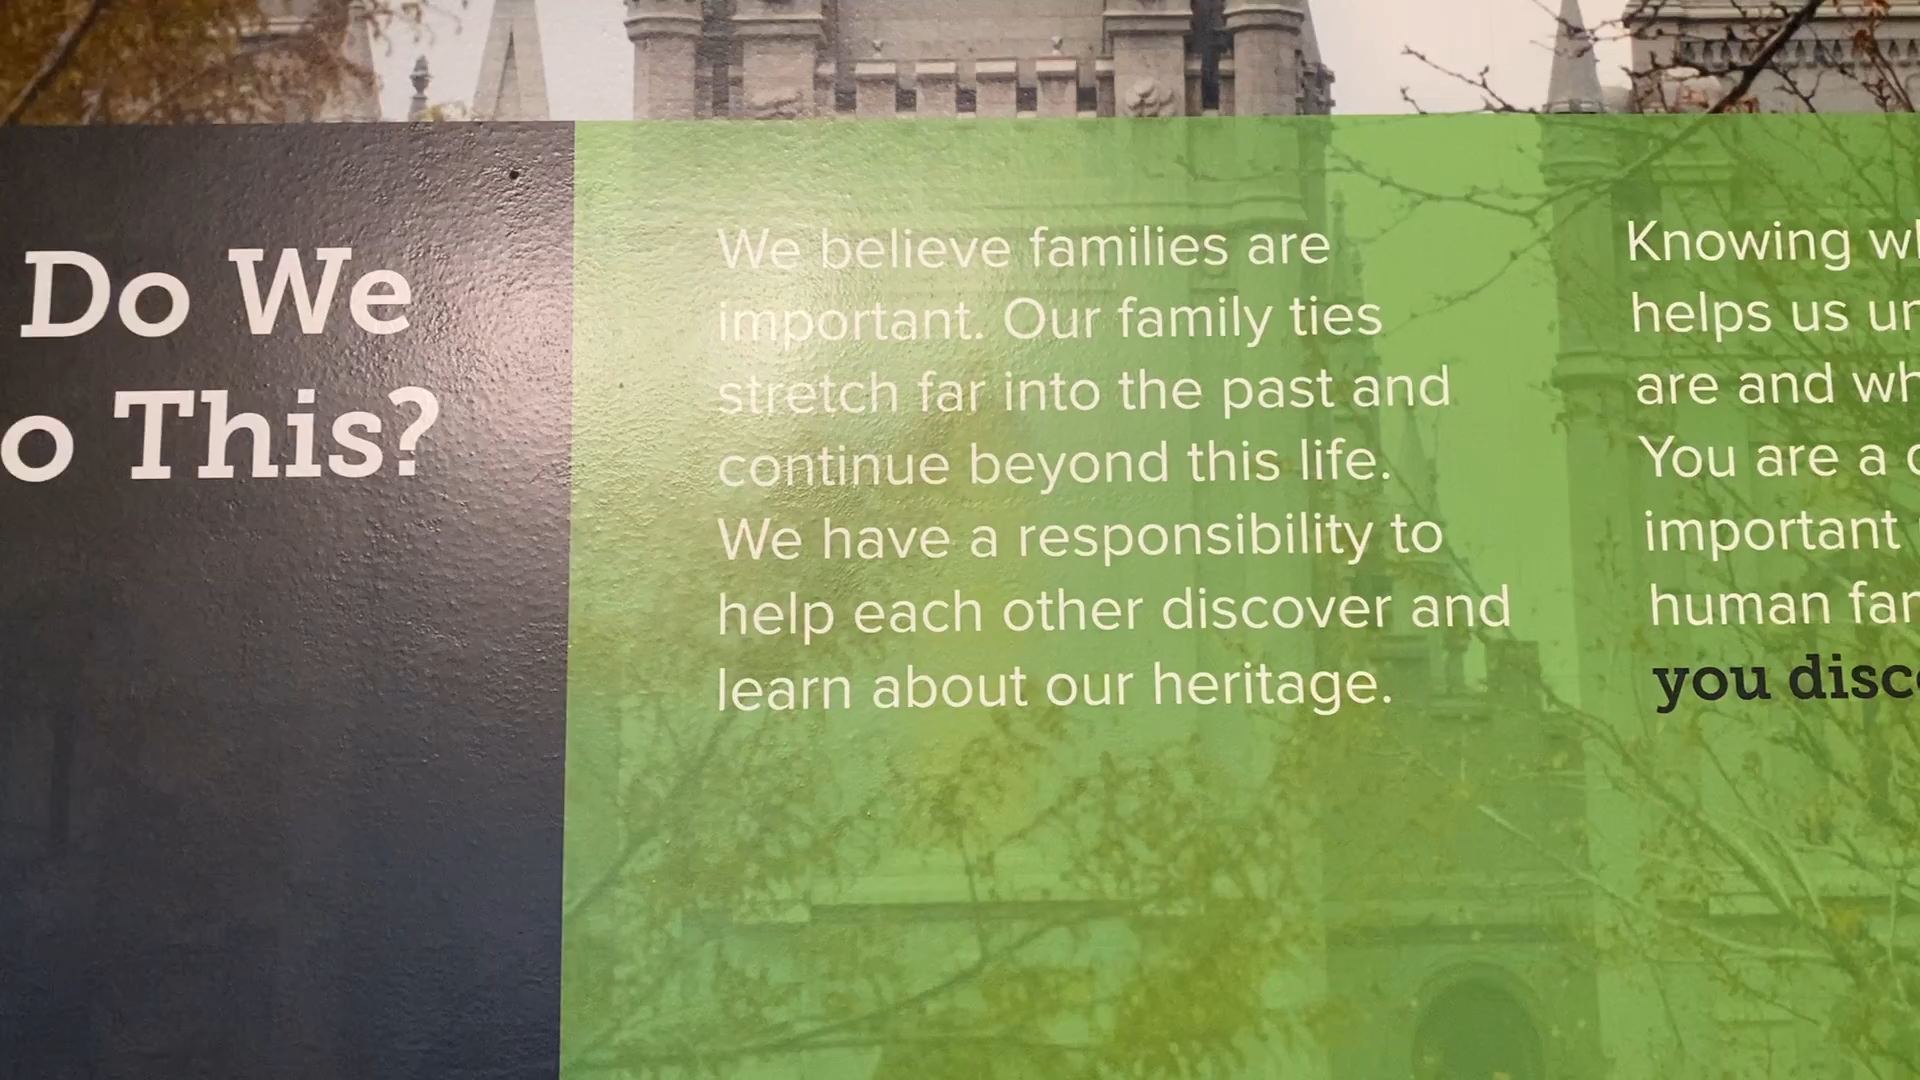 Do We
o This?
We believe families are
important. Our family ties
stretch far into the past and
continue beyond this life.
We have a responsibility to
help each other discover and
learn about our heritage.
Knowing
helps us
are and
You are a
important
human
you